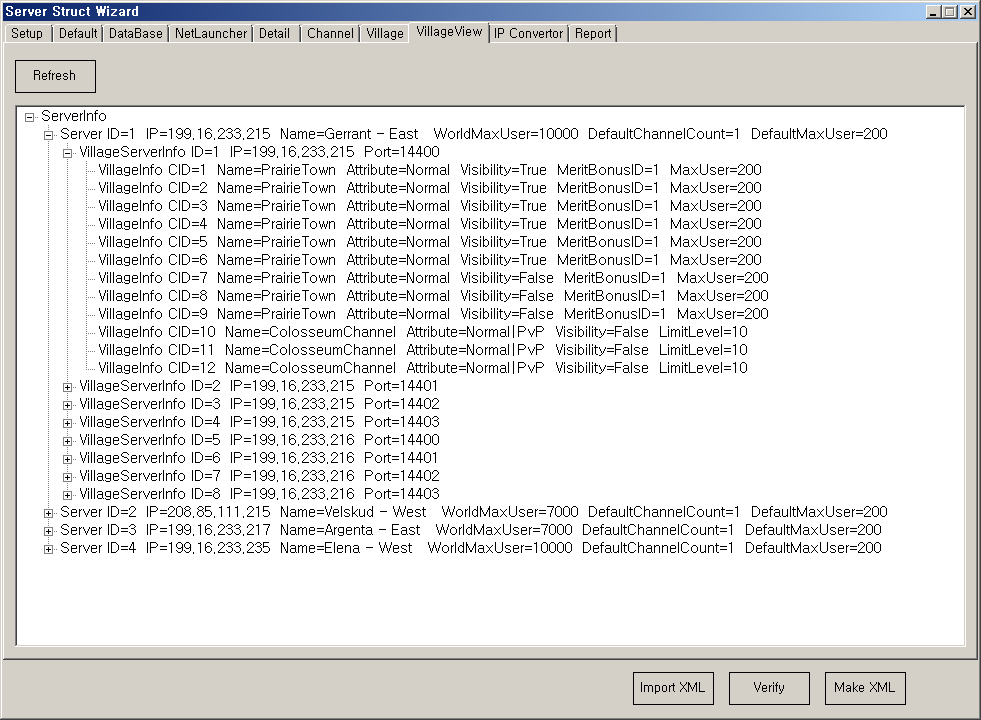 Server Struct Wizard
Setup Default DataBase NetLauncher Detail Channel Village VillageView IP Convertor Report
Refresh
ServerInfo
Server ID=1 IP=199,16,233,215 Name=Gerrant - East WorldMaxUser=10000 DefaultChannelCount=1 DefaultMaxUser=200
VillageServerInfo ID=1 IP=199,16,233,215 Port=14400
VillageInfo CID=1 Name=PrairieTown Attribute=Normal Visibility=True MeritBonusID=1 MaxUser=200
VillageInfo CID=2 Name=PrairieTown Attribute=Normal Visibility=True MeritBonusID=1 MaxUser=200
VillageInfo CID=3 Name=PrairieTown Attribute=Normal Visibility=True MeritBonusID=1 MaxUser=200
VillageInfo CID=4 Name=PrairieTown Attribute=Normal Visibility=True MeritBonusID=1 MaxUser=200
VillageInfo CID=5 Name=PrairieTown Attribute=Normal Visibility=True MeritBonusID=1 MaxUser=200
VillageInfo CID=6 Name=PrairieTown Attribute=Normal Visibility=True MeritBonusID=1 MaxUser=200
VillageInfo CID=7 Name=PrairieTown Attribute=Normal Visibility=False MeritBonusID=1 MaxUser=200
VillageInfo CID=8 Name=PrairieTown Attribute=Normal Visibility=False MeritBonusID=1 MaxUser=200
VillageInfo CID=9 Name=PrairieTown Attribute=Normal Visibility=False MeritBonusID=1 MaxUser=200
VillageInfo CID=10 Name=ColosseumChannel Attribute=Normal|PvP Visibility=False LimitLevel=10
VillageInfo CID=11 Name=ColosseumChannel Attribute=Normal|PvP Visibility=False LimitLevel=10
VillageInfo CID=12 Name=ColosseumChannel Attribute=Normal|PvP Visibility=False LimitLevel=10
VillageServerInfo ID=2 IP=199,16,233,215 Port=14401
VillageServerInfo ID=3 IP=199,16,233,215 Port=14402
VillageServerInfo ID=4 IP=199,16,233,215 Port=14403
VillageServerInfo ID=5 IP=199,16,233,216 Port=14400
VillageServerInfo ID=6 IP=199,16,233,216 Port=14401
VillageServerInfo ID=7 IP=199,16,233,216 Port=14402
VillageServerInfo ID=8 IP=199,16,233,216 Port=14403
Server ID=2 IP=208,85,111,215 Name=Velskud - West WorldMaxUser=7000 DefaultChannelCount=1 DefaultMaxUser=200
Server ID=3 IP=199,16,233,217 Name=Argenta - East WorldMaxUser=7000 DefaultChannelCount=1 DefaultMaxUser=200
Server ID=4 IP=199,16,233,235 Name=Elena - West WorldMaxUser=10000 DefaultChannelCount=1 DefaultMaxUser=200
Import XML Verify Make XML